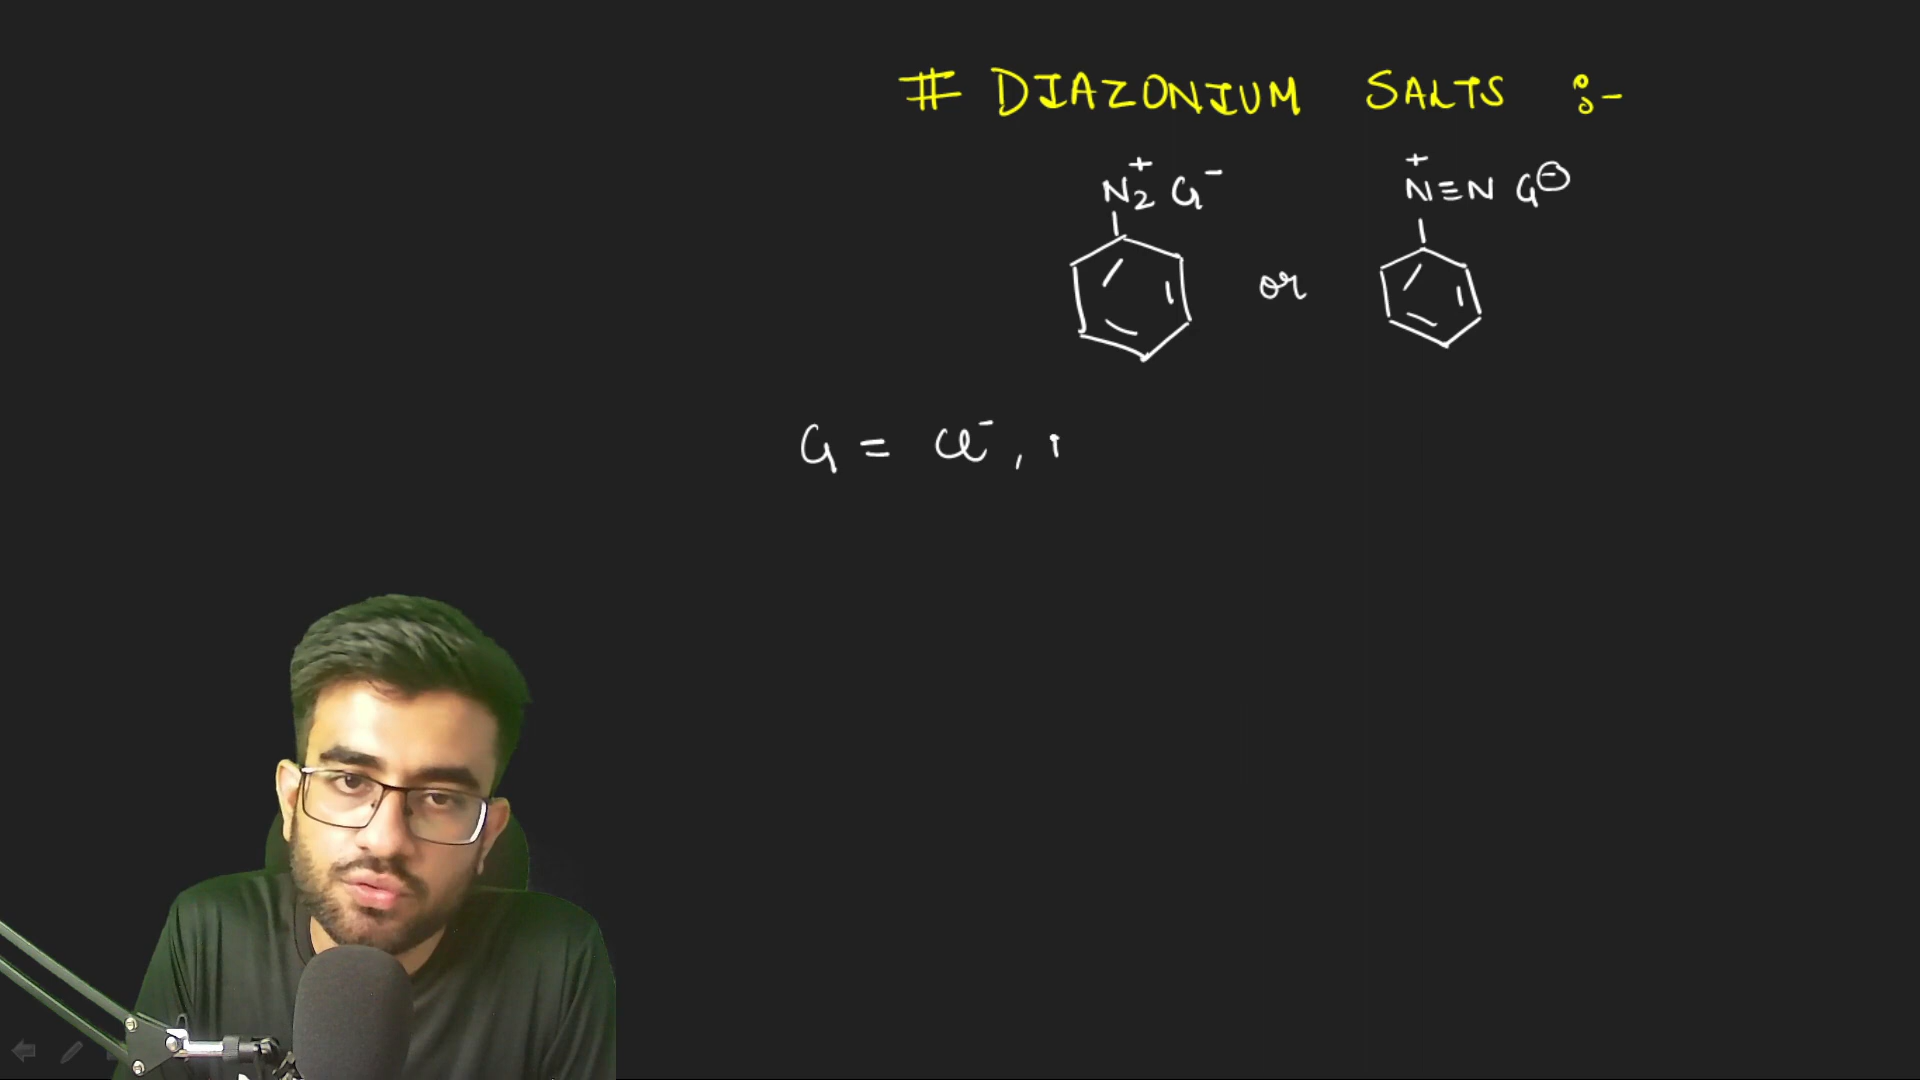 # DIAZONIUM SALTS :-
N₂⁺ G⁻
N⁺≡N G⊖
or
G = Cl⁻,